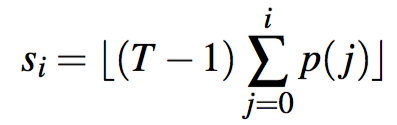 s_i = ⌊(T − 1) ∑_{j=0}^{i} p(j)⌋